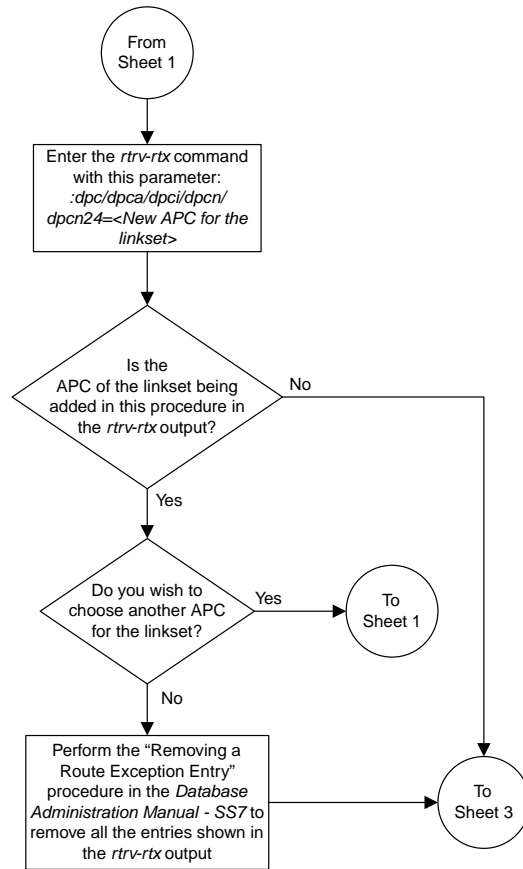 From
Sheet 1
Enter the rtrv-rtx command
with this parameter:
:dpc/dpca/dpci/dpcn/
dpcn24=<New APC for the
linkset>
Is the
APC of the linkset being
added in this procedure in
the rtrv-rtx output?
No
Yes
Do you wish to
choose another APC
for the linkset?
Yes
To
Sheet 1
No
Perform the “Removing a
Route Exception Entry”
procedure in the Database
Administration Manual - SS7 to
remove all the entries shown in
the rtrv-rtx output
To
Sheet 3